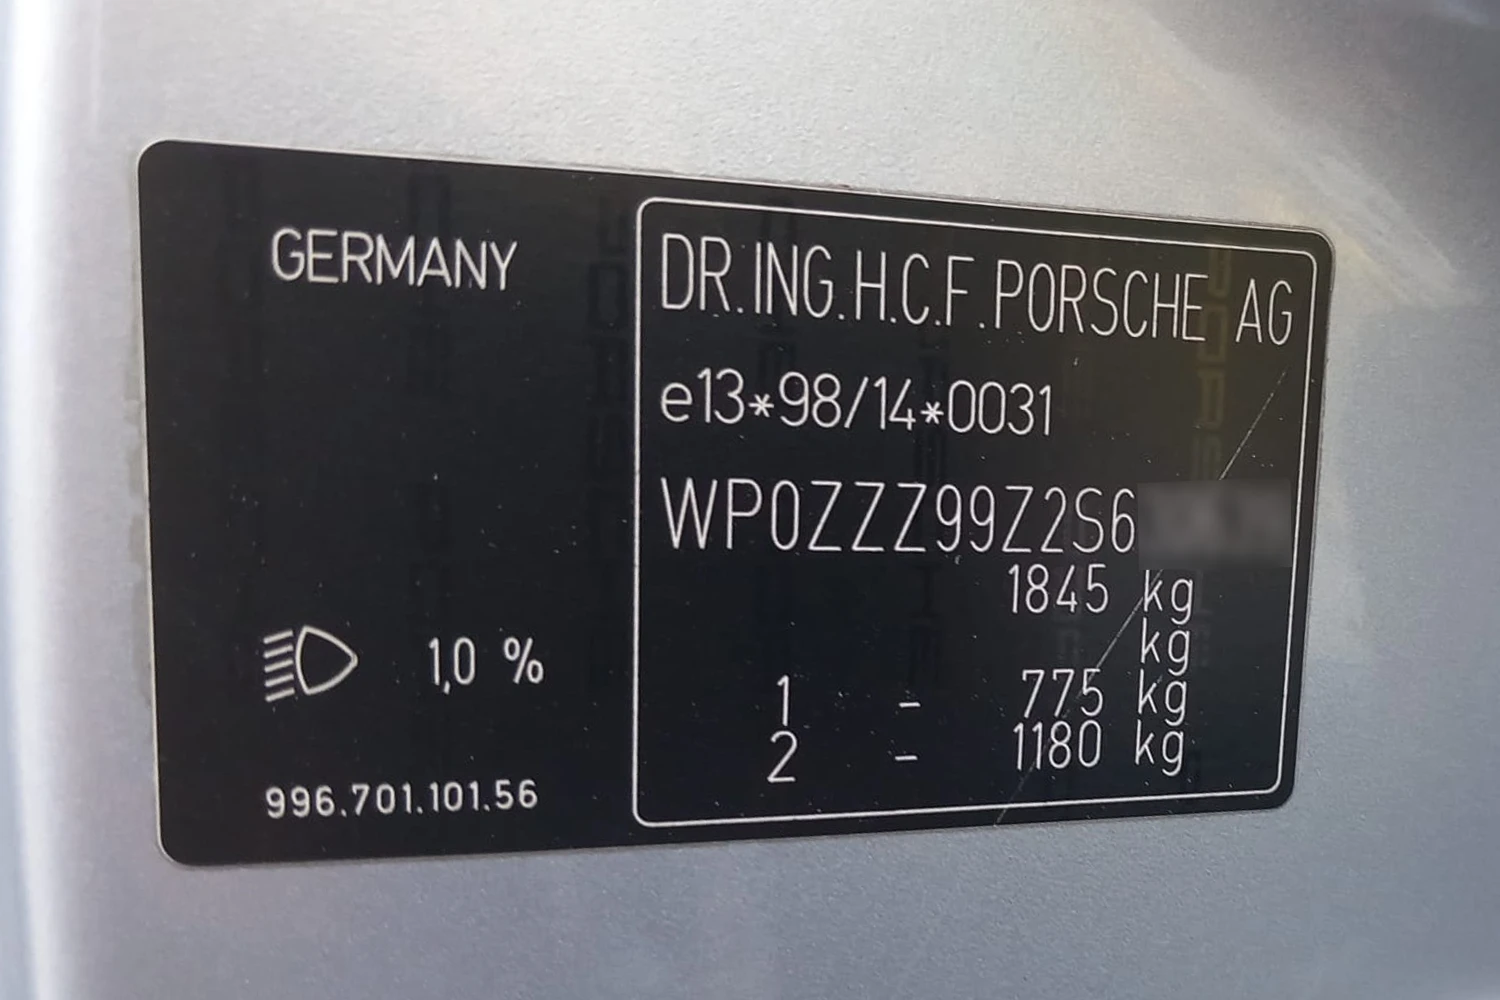 GERMANY
1,0 %
996.701.101.56
DR.ING.H.C.F.PORSCHE AG
e13*98/14*0031
WP0ZZZ99Z2S6
1845 kg
kg
1 - 775 kg
2 - 1180 kg